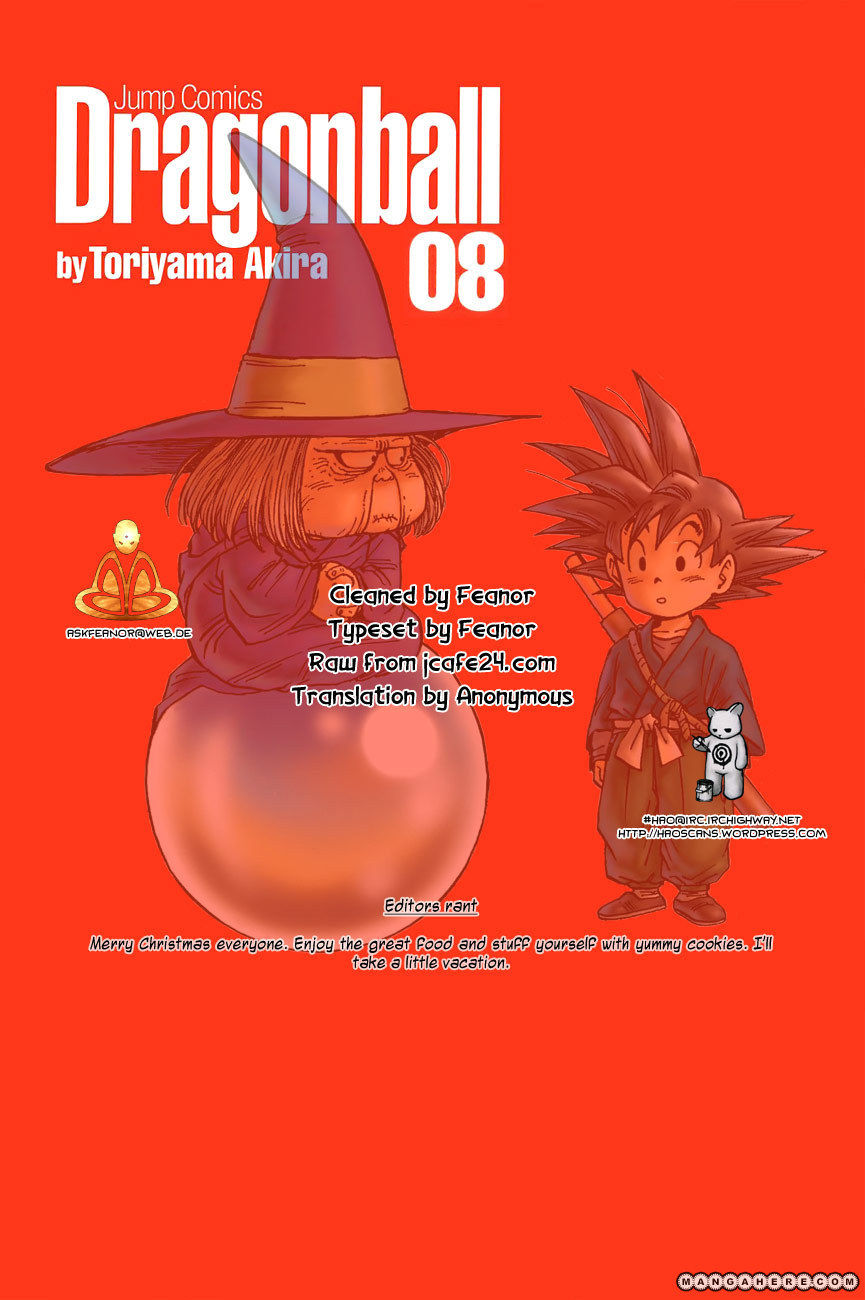 Jump Comics
Dragonball
by Toriyama Akira
08
ASKFEANOR@WEB.DE
Cleaned by Feanor
Typeset by Feanor
Raw from jcafe24.com
Translation by Anonymous
#HAO@IRC.IRCHIGHWAY.NET
HTTP://HAOSCANS.WORDPRESS.COM
Editors rant
Merry Christmas everyone. Enjoy the great food and stuff yourself with yummy cookies. I'll
take a little vacation.
MANGAHERE.COM